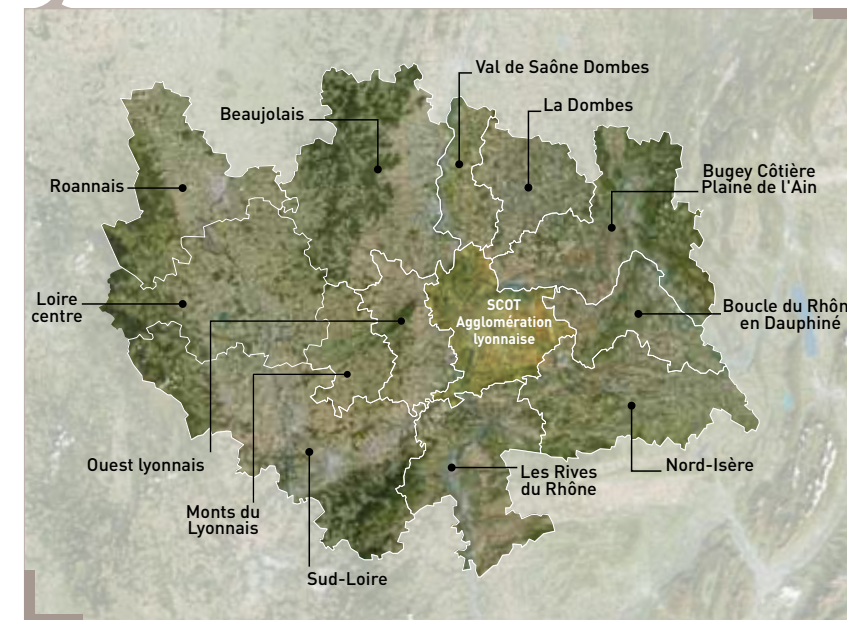 Val de Saône Dombes
La Dombes
Beaujolais
Bugey Côtière
Plaine de l'Ain
Roannais
Loire
centre
SCOT
Agglomération
lyonnaise
Boucle du Rhôn
en Dauphiné
Ouest lyonnais
Les Rives
du Rhône
Nord-Isère
Monts du
Lyonnais
Sud-Loire